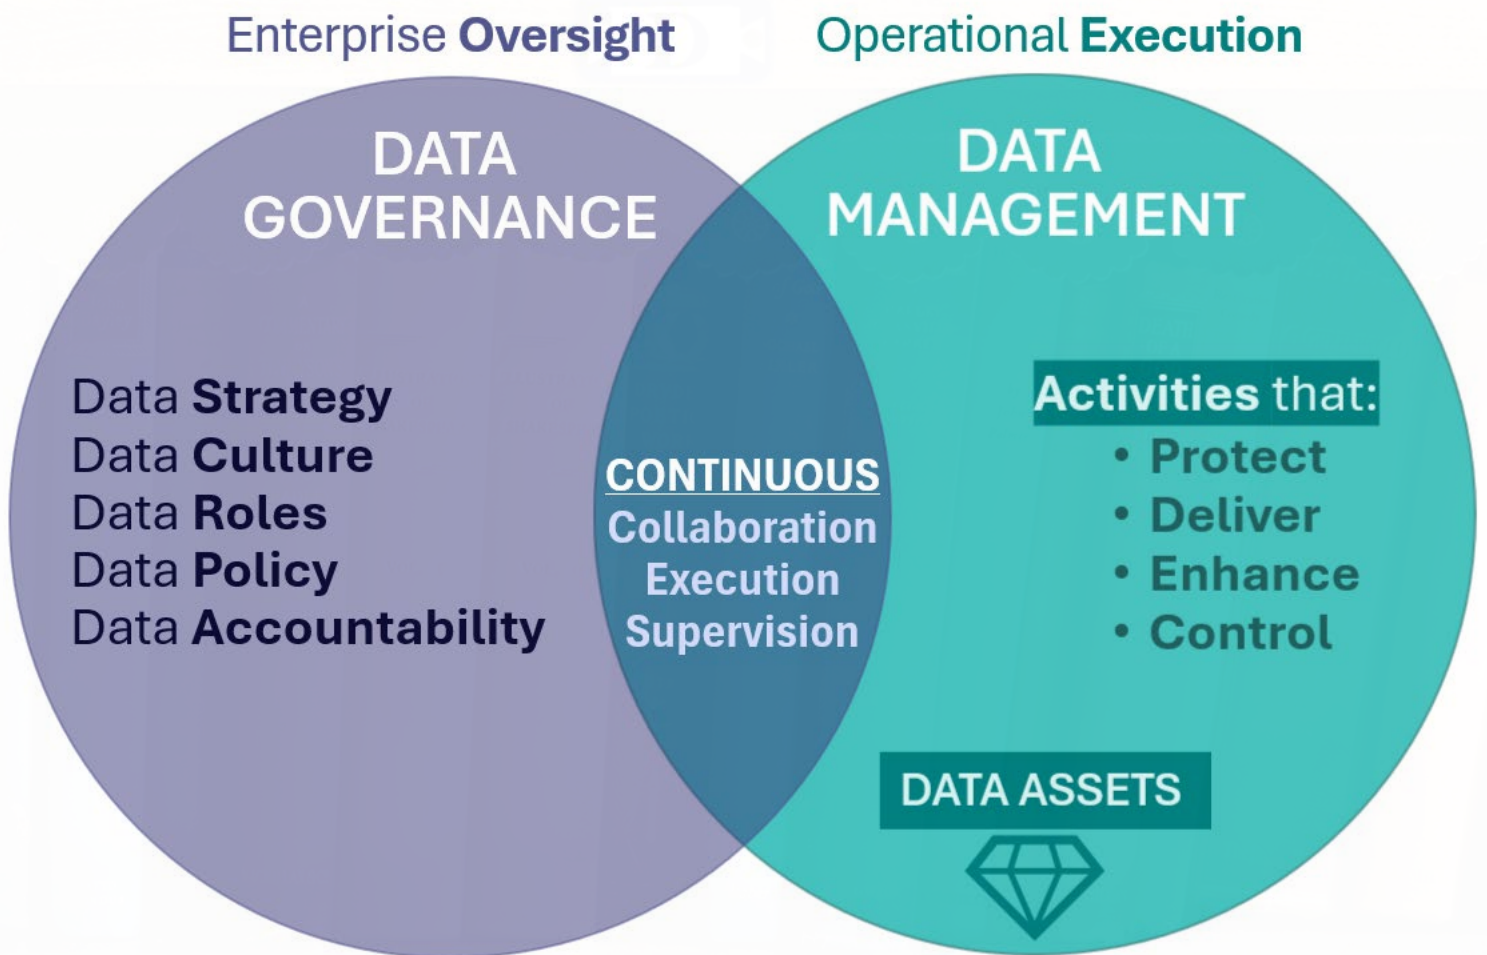 Enterprise Oversight
Operational Execution
DATA
GOVERNANCE
DATA
MANAGEMENT
Data Strategy
Data Culture
Data Roles
Data Policy
Data Accountability
CONTINUOUS
Collaboration
Execution
Supervision
Activities that:
• Protect
• Deliver
• Enhance
• Control
DATA ASSETS